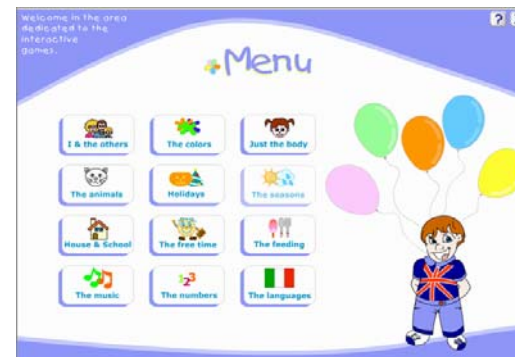 Welcome in the area
dedicated to the
interactive
games.
?
Menu
I & the others
The colors
Just the body
The animals
Holidays
The seasons
House & School
The free time
The feeding
123
The music
The numbers
The languages